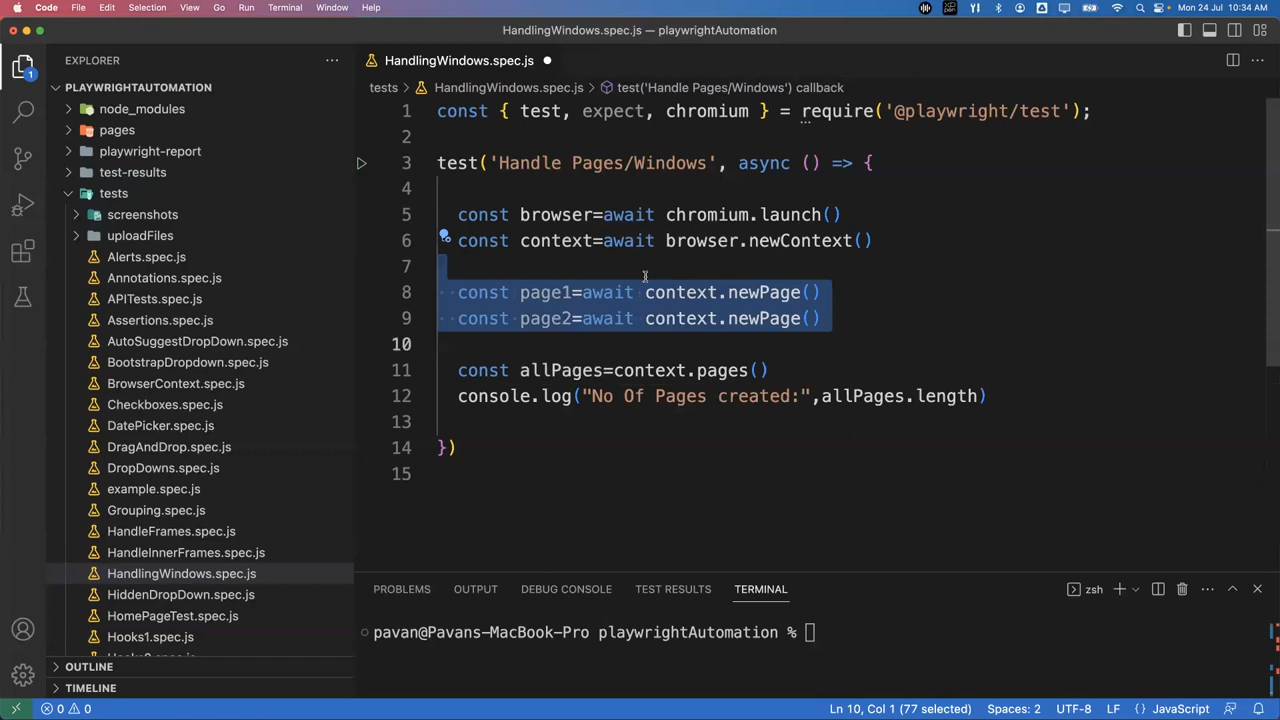 Code File Edit Selection View Go Run Terminal Window Help
Mon 24 Jul 10:34 AM
HandlingWindows.spec.js — playwrightAutomation
EXPLORER
1
PLAYWRIGHTAUTOMATION
node_modules
pages
playwright-report
test-results
tests
screenshots
uploadFiles
Alerts.spec.js
Annotations.spec.js
APITests.spec.js
Assertions.spec.js
AutoSuggestDropDown.spec.js
BootstrapDropdown.spec.js
BrowserContext.spec.js
Checkboxes.spec.js
DatePicker.spec.js
DragAndDrop.spec.js
DropDowns.spec.js
example.spec.js
Grouping.spec.js
HandleFrames.spec.js
HandleInnerFrames.spec.js
HandlingWindows.spec.js
HiddenDropDown.spec.js
HomePageTest.spec.js
Hooks1.spec.js
OUTLINE
TIMELINE
HandlingWindows.spec.js
tests > HandlingWindows.spec.js > test('Handle Pages/Windows') callback
1 const { test, expect, chromium } = require('@playwright/test');
2
3 test('Handle Pages/Windows', async () => {
4
5 const browser=await chromium.launch()
6 const context=await browser.newContext()
7
8 const page1=await context.newPage()
9 const page2=await context.newPage()
10
11 const allPages=context.pages()
12 console.log("No Of Pages created:",allPages.length)
13
14 })
15
PROBLEMS OUTPUT DEBUG CONSOLE TEST RESULTS TERMINAL zsh
pavan@Pavans-MacBook-Pro playwrightAutomation %
0 0 Ln 10, Col 1 (77 selected) Spaces: 2 UTF-8 LF {} JavaScript